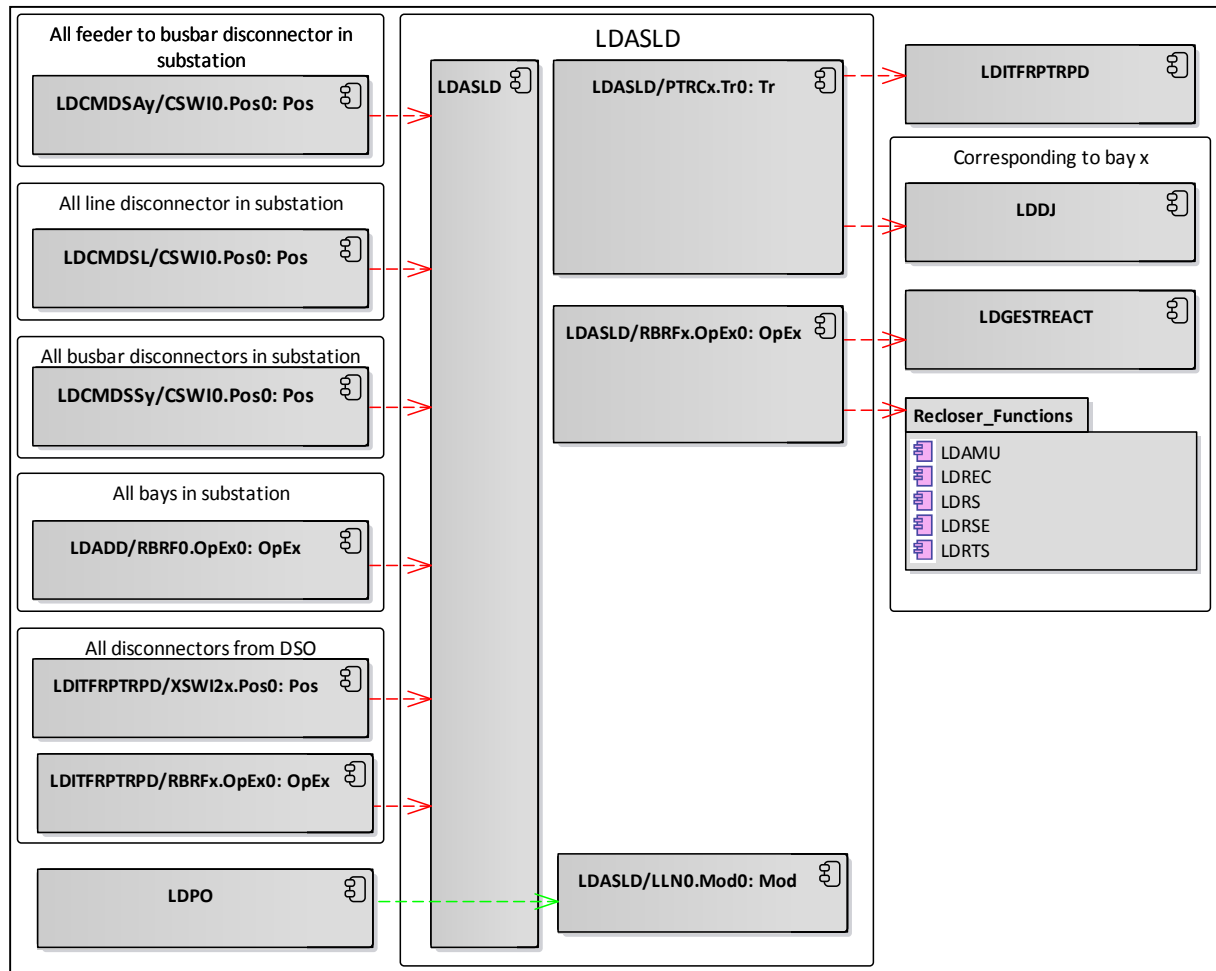 All feeder to busbar disconnector in
substation
LDCMDSAy/CSWI0.Pos0: Pos
All line disconnector in substation
LDCMDSL/CSWI0.Pos0: Pos
All busbar disconnectors in substation
LDCMDSSy/CSWI0.Pos0: Pos
All bays in substation
LDADD/RBRF0.OpEx0: OpEx
All disconnectors from DSO
LDITFRPTRPD/XSWI2x.Pos0: Pos
LDITFRPTRPD/RBRFx.OpEx0: OpEx
LDPO
LDASLD
LDASLD
LDASLD/PTRCx.Tr0: Tr
LDASLD/RBRFx.OpEx0: OpEx
LDASLD/LLN0.Mod0: Mod
LDITFRPTRPD
Corresponding to bay x
LDDJ
LDGESTREACT
Recloser_Functions
LDAMU
LDREC
LDRS
LDRSE
LDRTS